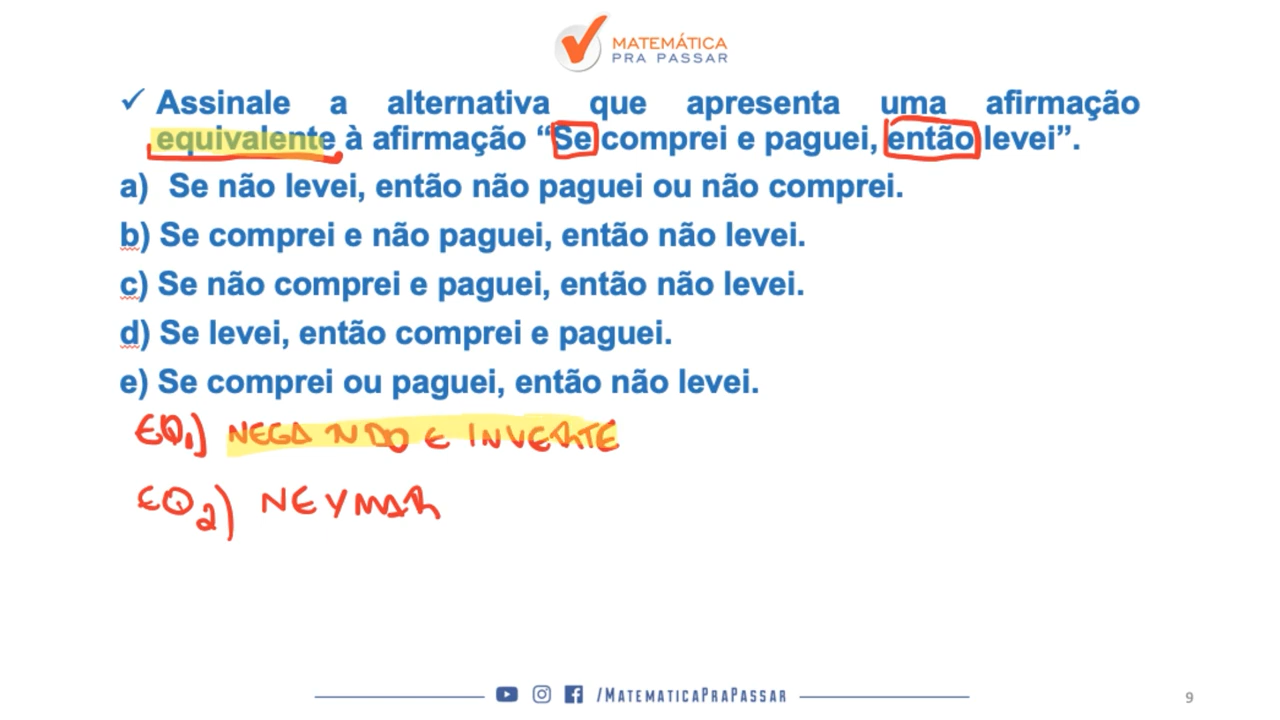 MATEMÁTICA
PRA PASSAR
✓ Assinale a alternativa que apresenta uma afirmação
equivalente à afirmação “Se comprei e paguei, então levei”.
a) Se não levei, então não paguei ou não comprei.
b) Se comprei e não paguei, então não levei.
c) Se não comprei e paguei, então não levei.
d) Se levei, então comprei e paguei.
e) Se comprei ou paguei, então não levei.
EQ1) NEGANDO E INVERTE
EQ2) NEYMAR
/MATEMATICAPRAPASSAR
9